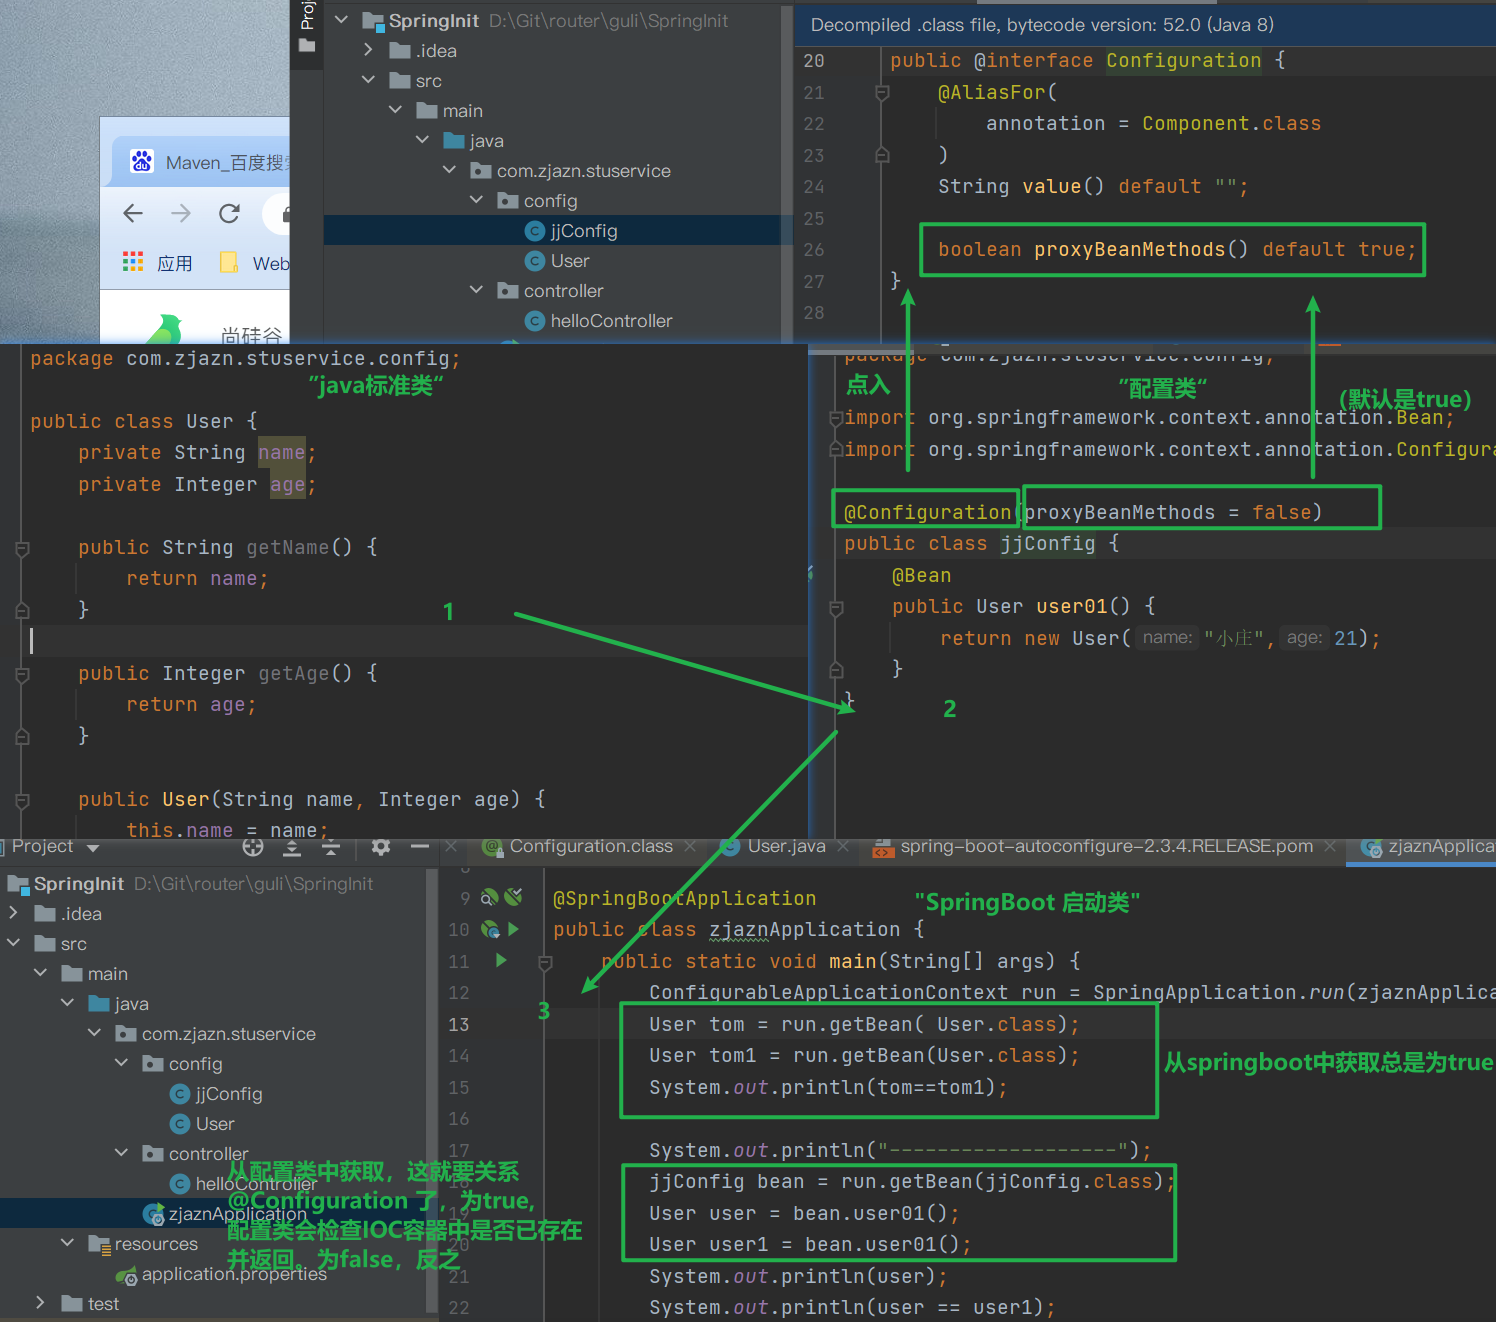 Proj
SpringInit D:\Git\router\guli\SpringInit
.idea
src
main
java
com.zjazn.stuservice
config
jjConfig
User
controller
helloController
Maven_百度搜
应用
Web
尚硅谷
Decompiled .class file, bytecode version: 52.0 (Java 8)
20 public @interface Configuration {
21 @AliasFor(
22 annotation = Component.class
23 )
24 String value() default "";
25
26 boolean proxyBeanMethods() default true;
27 }
28
package com.zjazn.stuservice.config;
"java标准类"
public class User {
private String name;
private Integer age;
public String getName() {
return name;
}
1
public Integer getAge() {
return age;
}
public User(String name, Integer age) {
this.name = name;
package com.zjazn.stuservice.config;
点入
"配置类"
(默认是true)
import org.springframework.context.annotation.Bean;
import org.springframework.context.annotation.Configura
@Configuration(proxyBeanMethods = false)
public class jjConfig {
@Bean
public User user01() {
return new User( name: "小庄", age: 21);
}
}
2
Project
SpringInit D:\Git\router\guli\SpringInit
.idea
src
main
java
com.zjazn.stuservice
config
jjConfig
User
controller
helloController
zjaznApplication
resources
application.properties
test
从配置类中获取，这就要关系
@Configuration 了，为true,
配置类会检查IOC容器中是否已存在
并返回。为false，反之
Configuration.class
User.java
spring-boot-autoconfigure-2.3.4.RELEASE.pom
zjaznApplica
8
9 @SpringBootApplication
"SpringBoot 启动类"
10 public class zjaznApplication {
11 public static void main(String[] args) {
12 ConfigurableApplicationContext run = SpringApplication.run(zjaznApplica
3
13 User tom = run.getBean( User.class);
14 User tom1 = run.getBean(User.class);
15 System.out.println(tom==tom1);
从springboot中获取总是为true
16
17 System.out.println("-------------------");
18 jjConfig bean = run.getBean(jjConfig.class);
19 User user = bean.user01();
20 User user1 = bean.user01();
21 System.out.println(user);
22 System.out.println(user == user1);